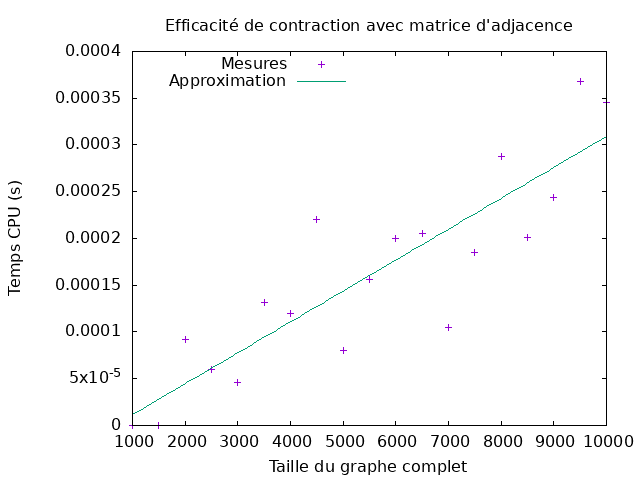 Efficacité de contraction avec matrice d'adjacence
Mesures
Approximation
0.0004
0.00035
0.0003
0.00025
0.0002
0.00015
0.0001
5x10⁻⁵
0
Temps CPU (s)
1000 2000 3000 4000 5000 6000 7000 8000 9000 10000
Taille du graphe complet